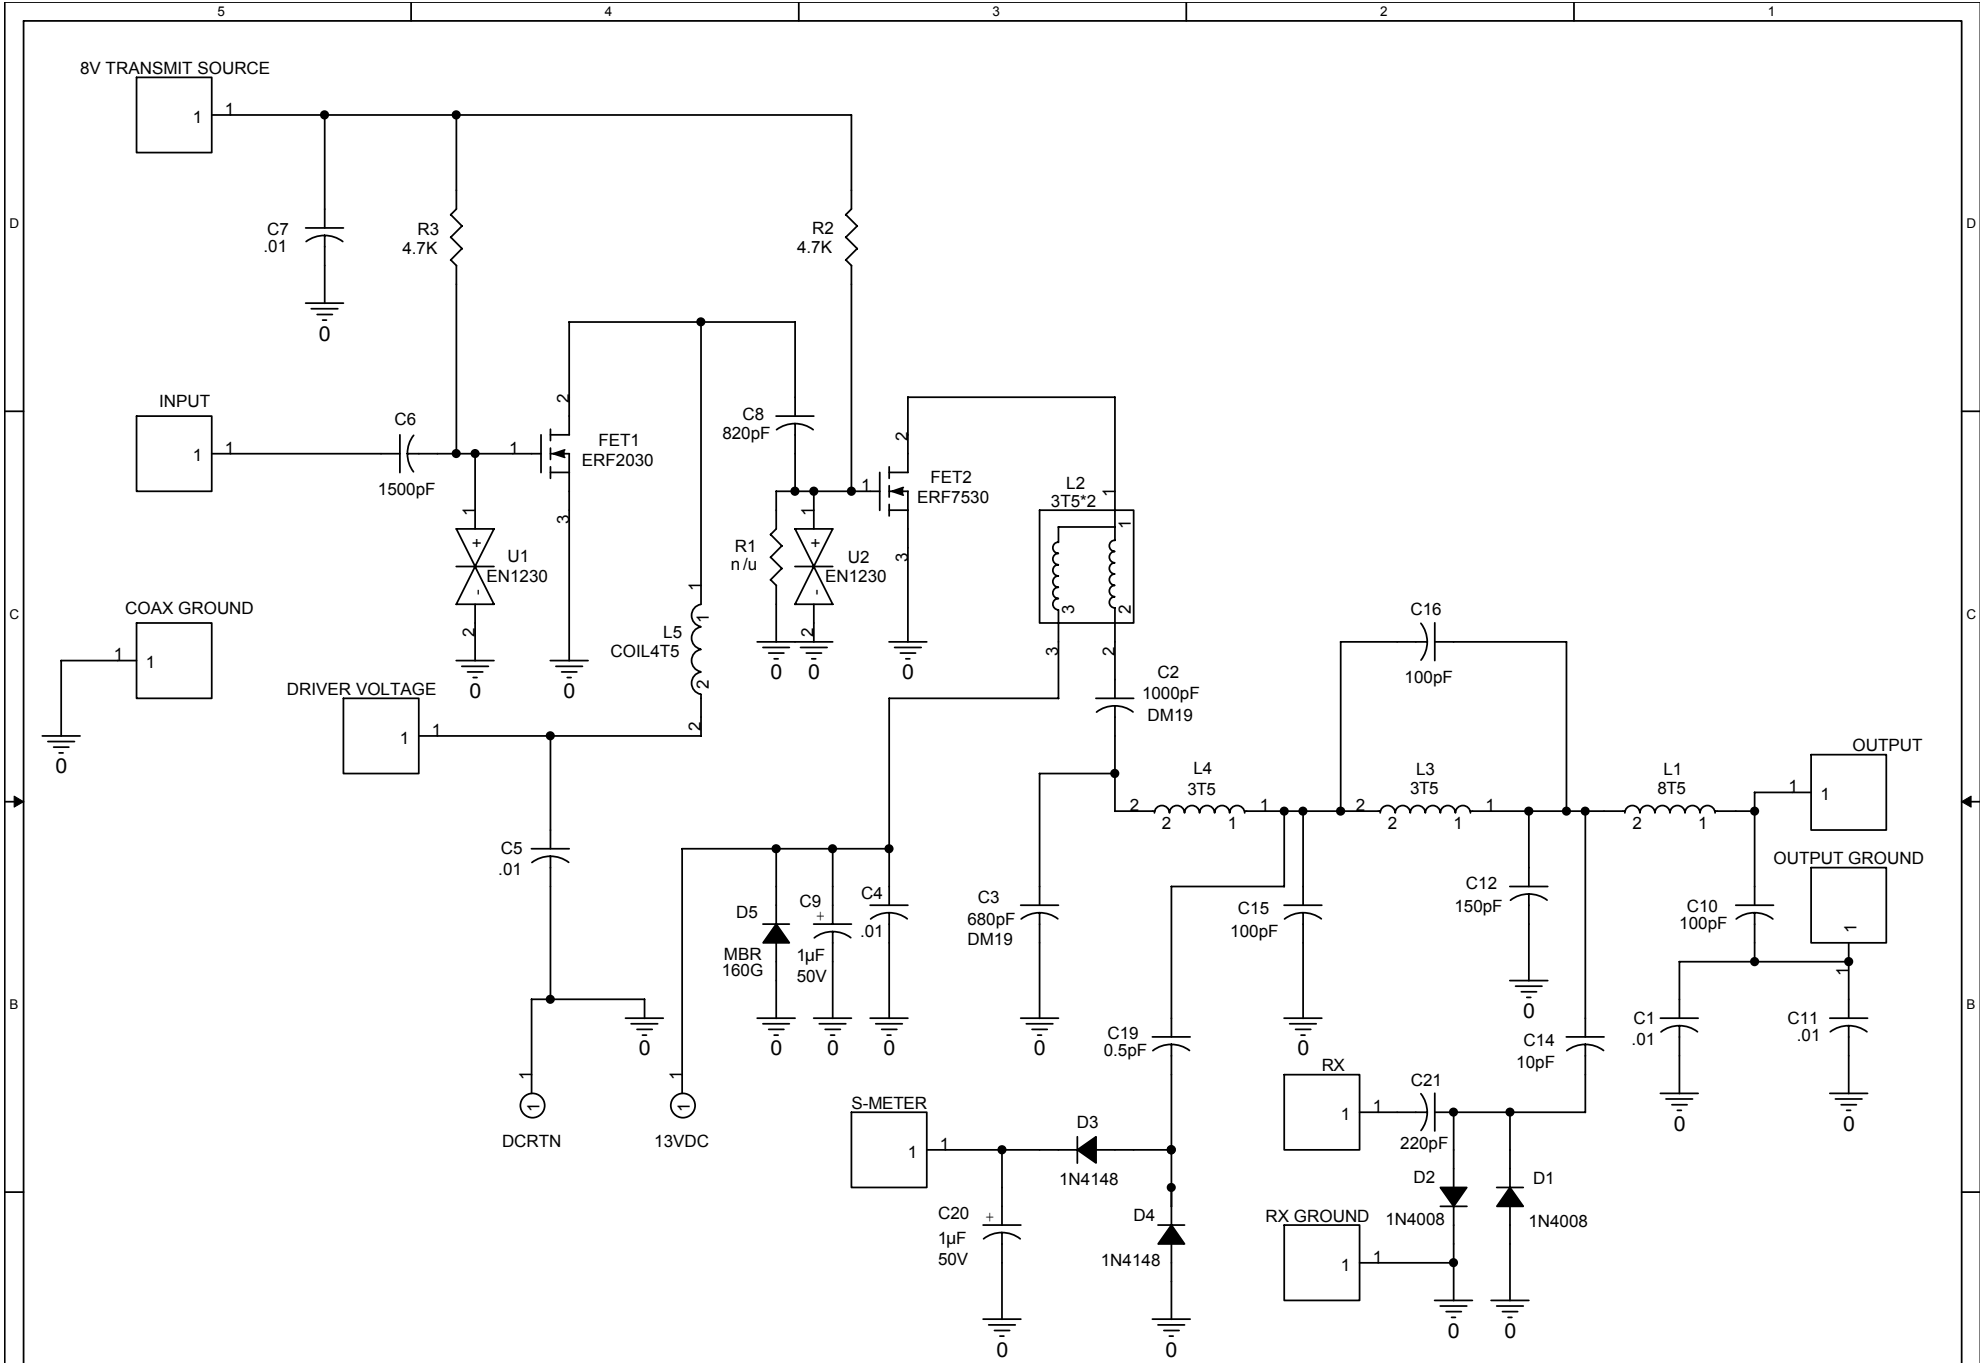 5 4 3 2 1
8V TRANSMIT SOURCE
1 1
D D
C7
.01
R3
4.7K
R2
4.7K
0
INPUT
1 1
C6
1500pF
1
2
3
FET1
ERF2030
C8
820pF
2
1
3
FET2
ERF7530
L2
3T5*2
1
1
2
3
3
2
1
+
-
2
U1
EN1230
0
0
R1
n/u
1
+
-
2
U2
EN1230
0
0
0
C C
COAX GROUND
1 1
0
DRIVER VOLTAGE
1 1
1
1
L5
COIL4T5
2
2
C2
1000pF
DM19
C16
100pF
L4
3T5
2 1
2 1
L3
3T5
2 1
2 1
L1
8T5
2 1
OUTPUT
1 1
OUTPUT GROUND
1
1
C5
.01
D5
MBR
160G
C9
+
1µF
50V
C4
.01
C3
680pF
DM19
C15
100pF
C12
150pF
C10
100pF
B B
0
0 0 0
0
0
0
C19
0.5pF
C14
10pF
C1
.01
C11
.01
0 0
1
1
DCRTN
1
1
13VDC
S-METER
1 1
D3
1N4148
C20
+
1µF
50V
D4
1N4148
0 0
RX
1 1
C21
220pF
D2
1N4008
D1
1N4008
RX GROUND
1 1
0 0